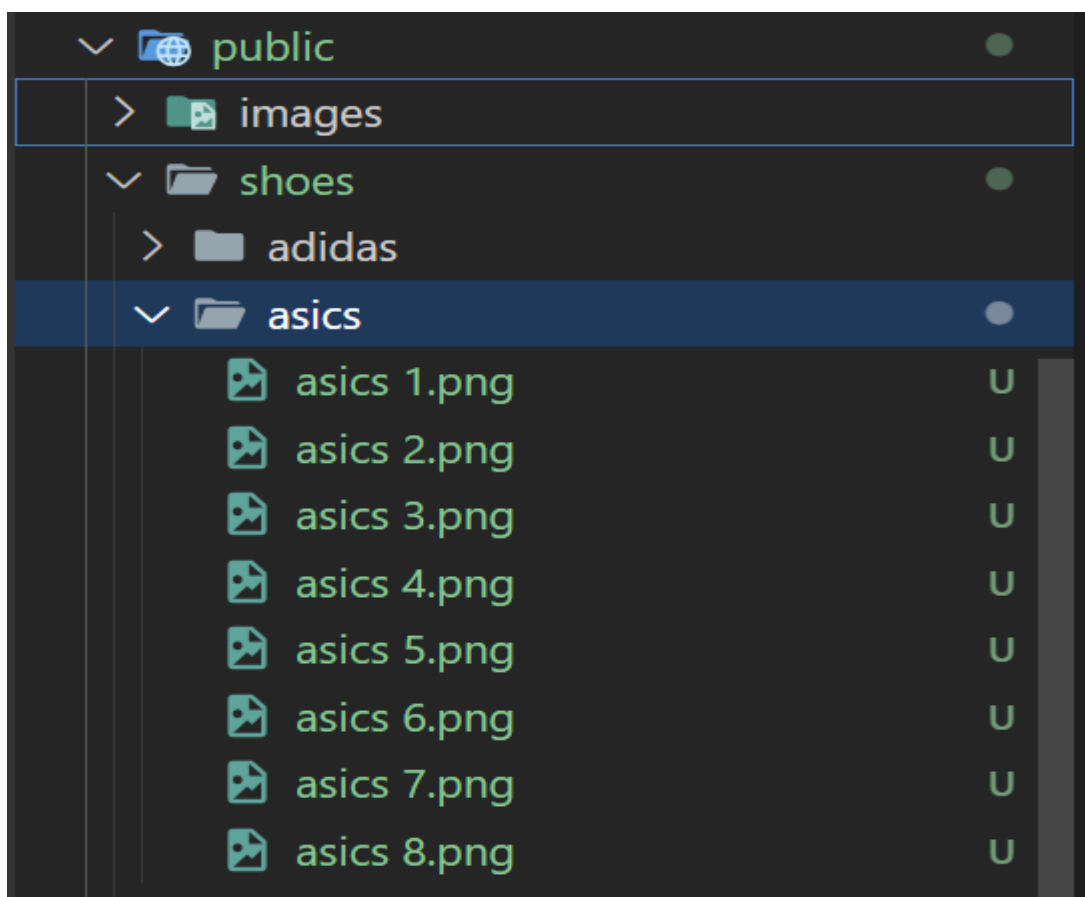 public
images
shoes
adidas
asics
asics 1.png U
asics 2.png U
asics 3.png U
asics 4.png U
asics 5.png U
asics 6.png U
asics 7.png U
asics 8.png U